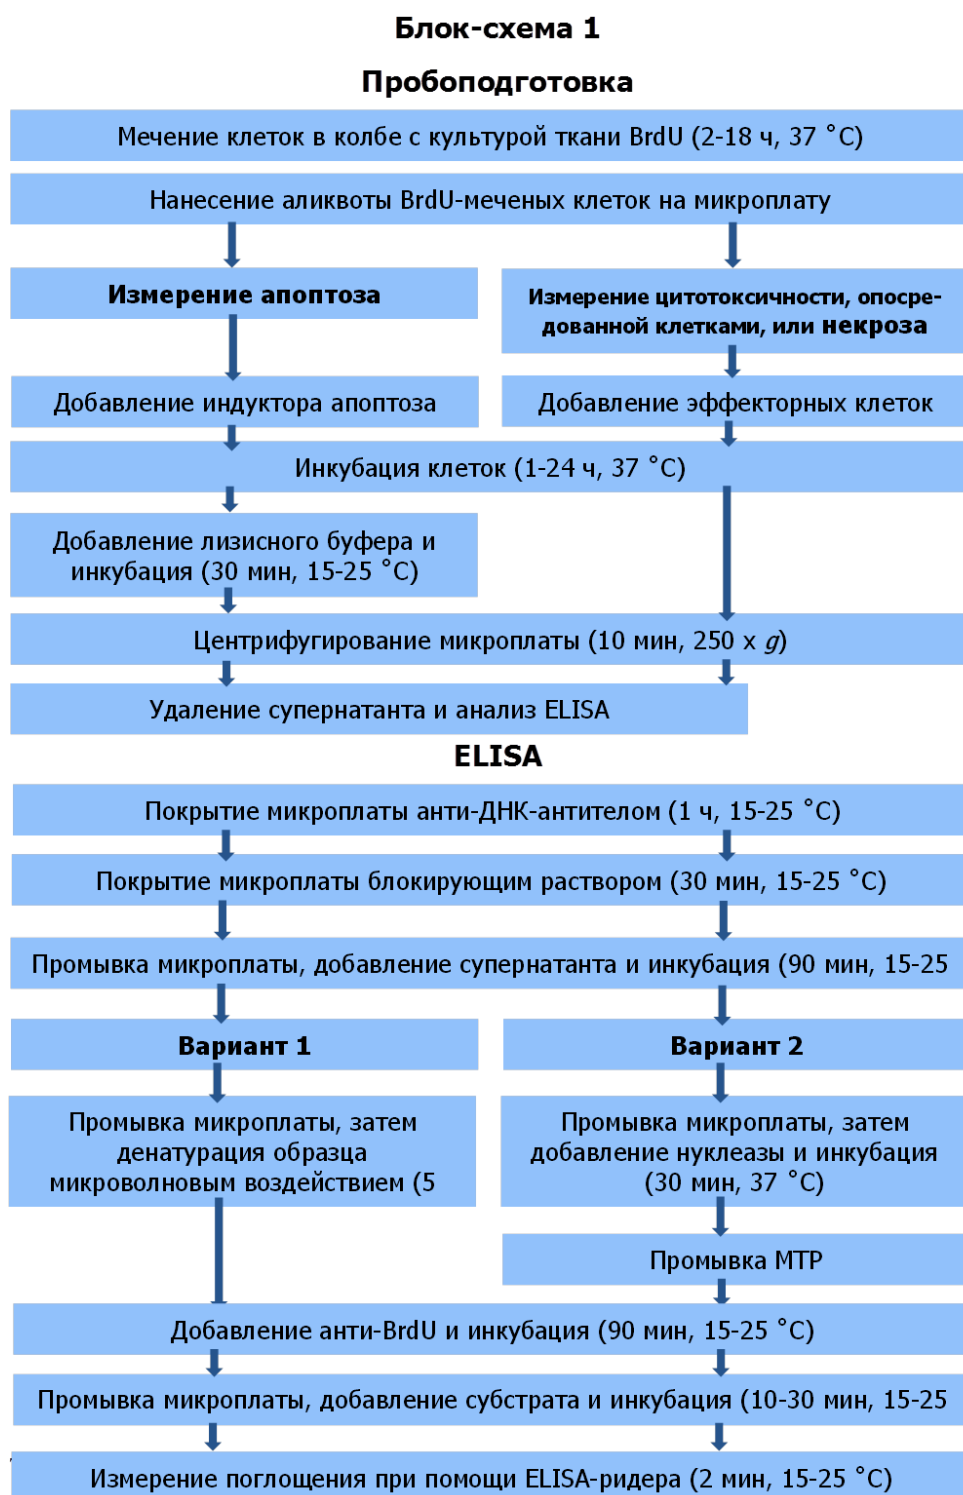 Блок-схема 1
Пробоподготовка
Мечение клеток в колбе с культурой ткани BrdU (2-18 ч, 37 ˚C)
Нанесение аликвоты BrdU-меченых клеток на микроплату
Измерение апоптоза
Измерение цитотоксичности, опосре-
дованной клетками, или некроза
Добавление индуктора апоптоза
Добавление эффекторных клеток
Инкубация клеток (1-24 ч, 37 ˚C)
Добавление лизисного буфера и
инкубация (30 мин, 15-25 ˚C)
Центрифугирование микроплаты (10 мин, 250 x g)
Удаление супернатанта и анализ ELISA
ELISA
Покрытие микроплаты анти-ДНК-антителом (1 ч, 15-25 ˚C)
Покрытие микроплаты блокирующим раствором (30 мин, 15-25 ˚C)
Промывка микроплаты, добавление супернатанта и инкубация (90 мин, 15-25
Вариант 1
Вариант 2
Промывка микроплаты, затем
денатурация образца
микроволновым воздействием (5
Промывка микроплаты, затем
добавление нуклеазы и инкубация
(30 мин, 37 ˚C)
Промывка MTP
Добавление анти-BrdU и инкубация (90 мин, 15-25 ˚C)
Промывка микроплаты, добавление субстрата и инкубация (10-30 мин, 15-25
Измерение поглощения при помощи ELISA-ридера (2 мин, 15-25 ˚C)